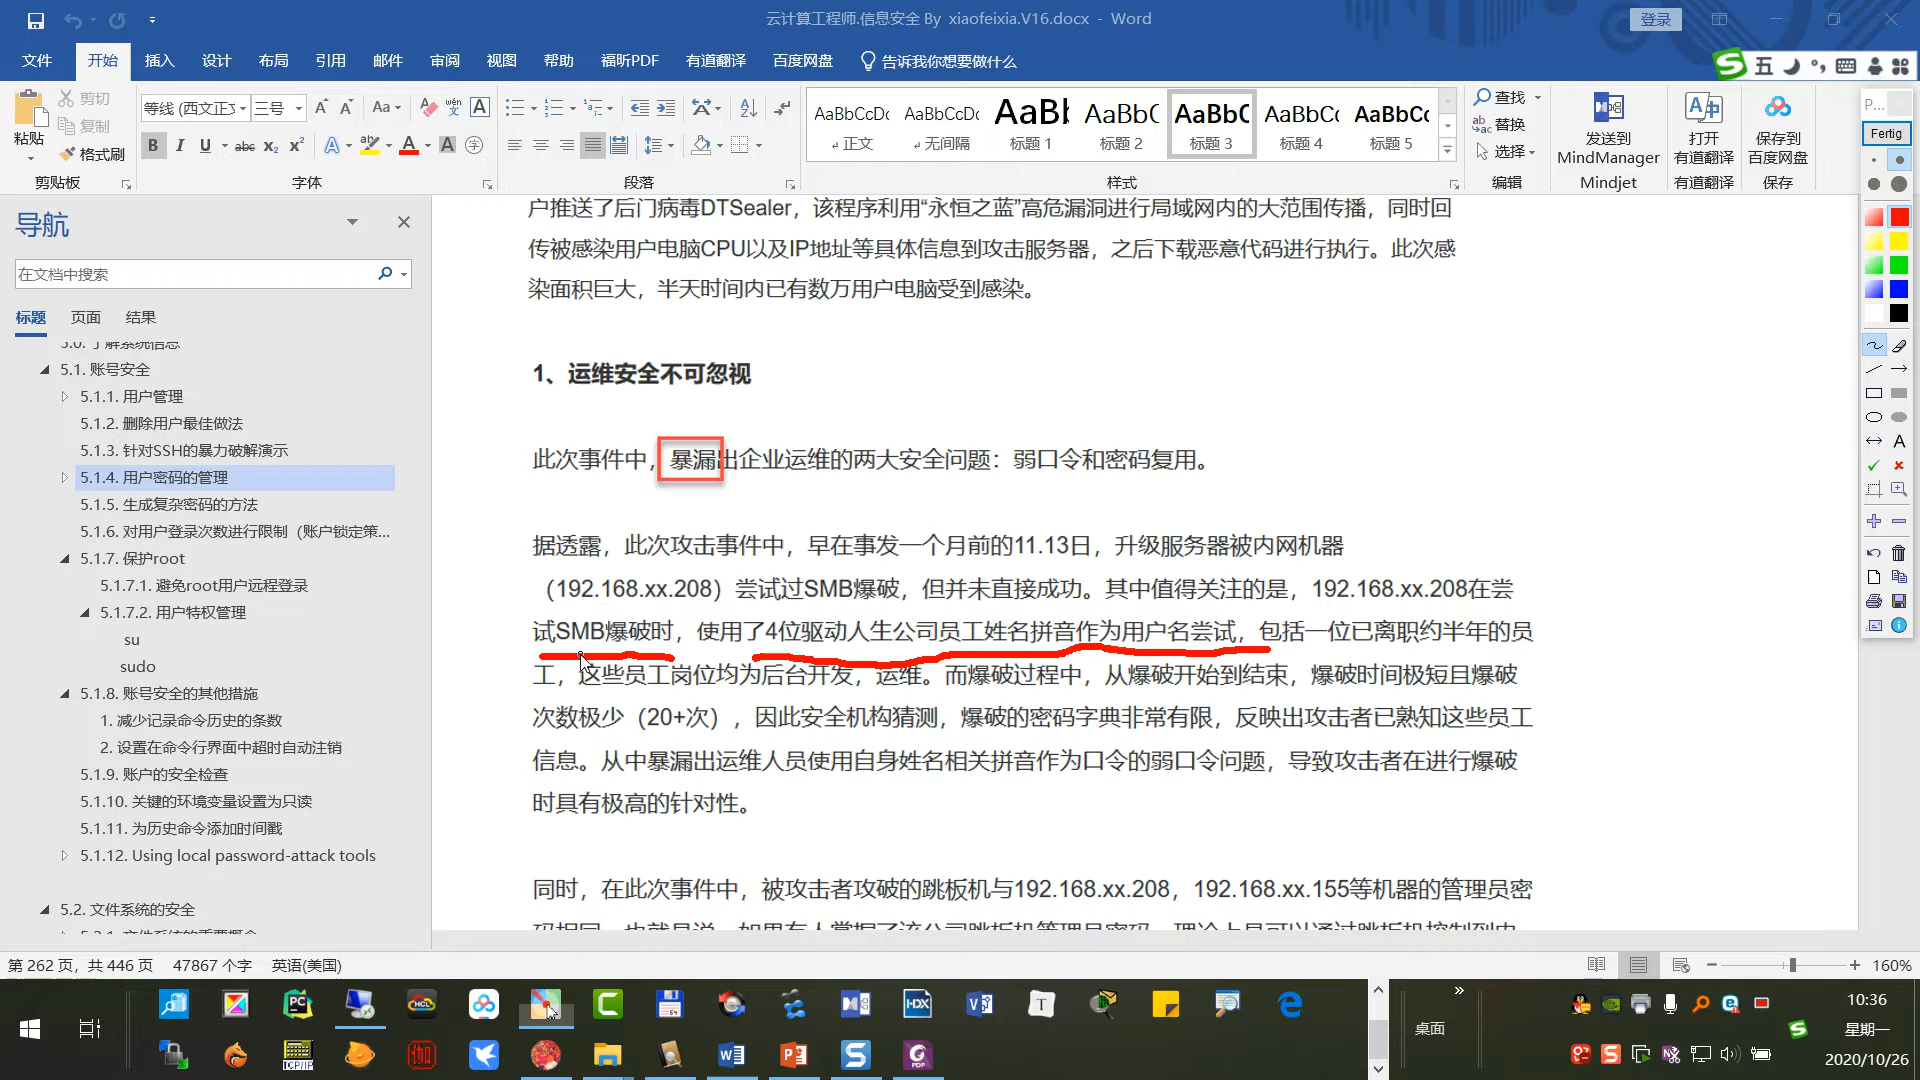 云计算工程师.信息安全 By xiaofeixia.V16.docx - Word
登录
文件 开始 插入 设计 布局 引用 邮件 审阅 视图 帮助 福昕PDF 有道翻译 百度网盘 告诉我你想要做什么
五
粘贴
剪切
复制
格式刷
剪贴板
等线 (西文正文 三号
字体
段落
AaBbCcDc 正文
AaBbCcDc 无间隔
AaBb 标题 1
AaBbC 标题 2
AaBbC 标题 3
AaBbCc 标题 4
AaBbCc 标题 5
样式
查找
替换
选择
编辑
发送到
MindManager
Mindjet
打开
有道翻译
有道翻译
保存到
百度网盘
保存
P...
Fertig
导航
在文档中搜索
标题 页面 结果
5.0. 了解系统信息
5.1. 账号安全
5.1.1. 用户管理
5.1.2. 删除用户最佳做法
5.1.3. 针对SSH的暴力破解演示
5.1.4. 用户密码的管理
5.1.5. 生成复杂密码的方法
5.1.6. 对用户登录次数进行限制（账户锁定策...
5.1.7. 保护root
5.1.7.1. 避免root用户远程登录
5.1.7.2. 用户特权管理
su
sudo
5.1.8. 账号安全的其他措施
1. 减少记录命令历史的条数
2. 设置在命令行界面中超时自动注销
5.1.9. 账户的安全检查
5.1.10. 关键的环境变量设置为只读
5.1.11. 为历史命令添加时间戳
5.1.12. Using local password-attack tools
5.2. 文件系统的安全
户推送了后门病毒DTSealer，该程序利用“永恒之蓝”高危漏洞进行局域网内的大范围传播，同时回
传被感染用户电脑CPU以及IP地址等具体信息到攻击服务器，之后下载恶意代码进行执行。此次感
染面积巨大，半天时间内已有数万用户电脑受到感染。
1、运维安全不可忽视
此次事件中，暴漏出企业运维的两大安全问题：弱口令和密码复用。
据透露，此次攻击事件中，早在事发一个月前的11.13日，升级服务器被内网机器
（192.168.xx.208）尝试过SMB爆破，但并未直接成功。其中值得关注的是，192.168.xx.208在尝
试SMB爆破时，使用了4位驱动人生公司员工姓名拼音作为用户名尝试，包括一位已离职约半年的员
工，这些员工岗位均为后台开发，运维。而爆破过程中，从爆破开始到结束，爆破时间极短且爆破
次数极少（20+次），因此安全机构猜测，爆破的密码字典非常有限，反映出攻击者已熟知这些员工
信息。从中暴漏出运维人员使用自身姓名相关拼音作为口令的弱口令问题，导致攻击者在进行爆破
时具有极高的针对性。
同时，在此次事件中，被攻击者攻破的跳板机与192.168.xx.208，192.168.xx.155等机器的管理员密
第 262 页，共 446 页 47867 个字 英语(美国)
160%
桌面
10:36
星期一
2020/10/26